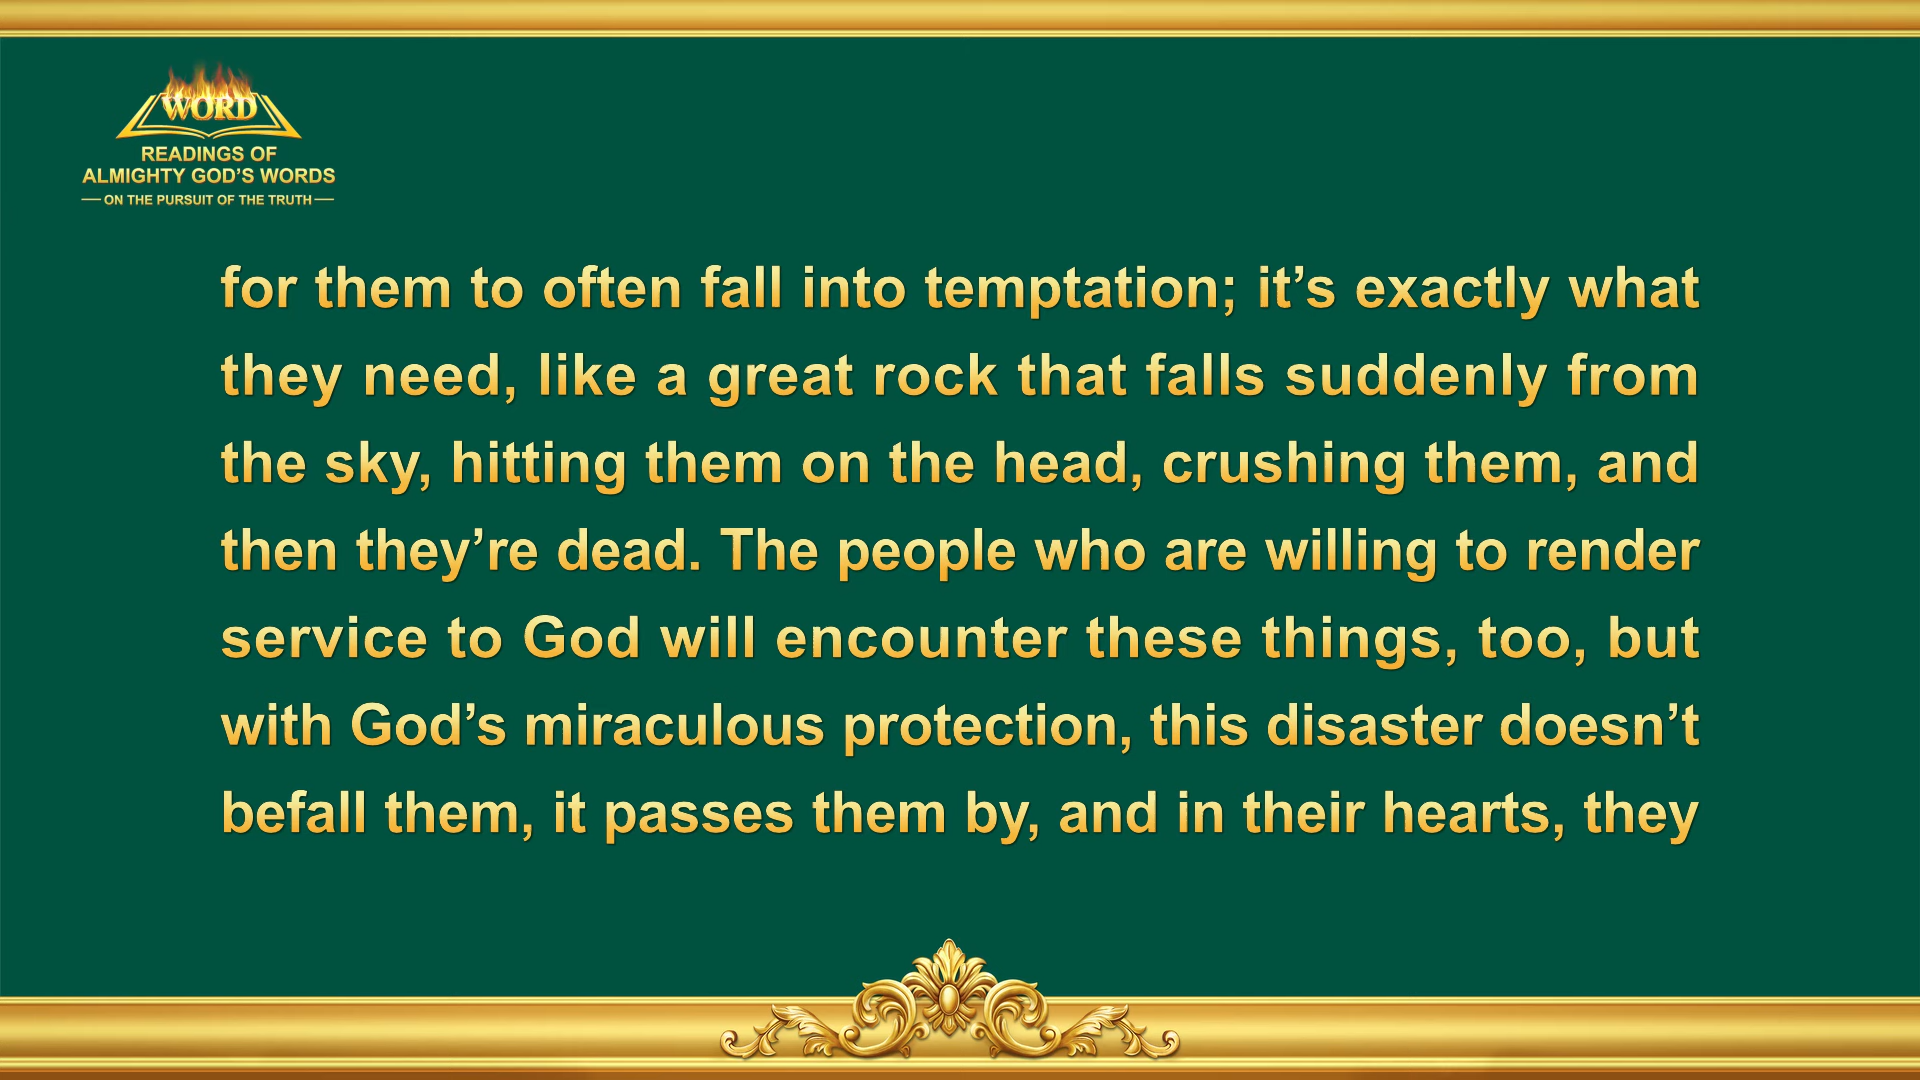 WORD
READINGS OF
ALMIGHTY GOD’S WORDS
— ON THE PURSUIT OF THE TRUTH —
for them to often fall into temptation; it’s exactly what
they need, like a great rock that falls suddenly from
the sky, hitting them on the head, crushing them, and
then they’re dead. The people who are willing to render
service to God will encounter these things, too, but
with God’s miraculous protection, this disaster doesn’t
befall them, it passes them by, and in their hearts, they